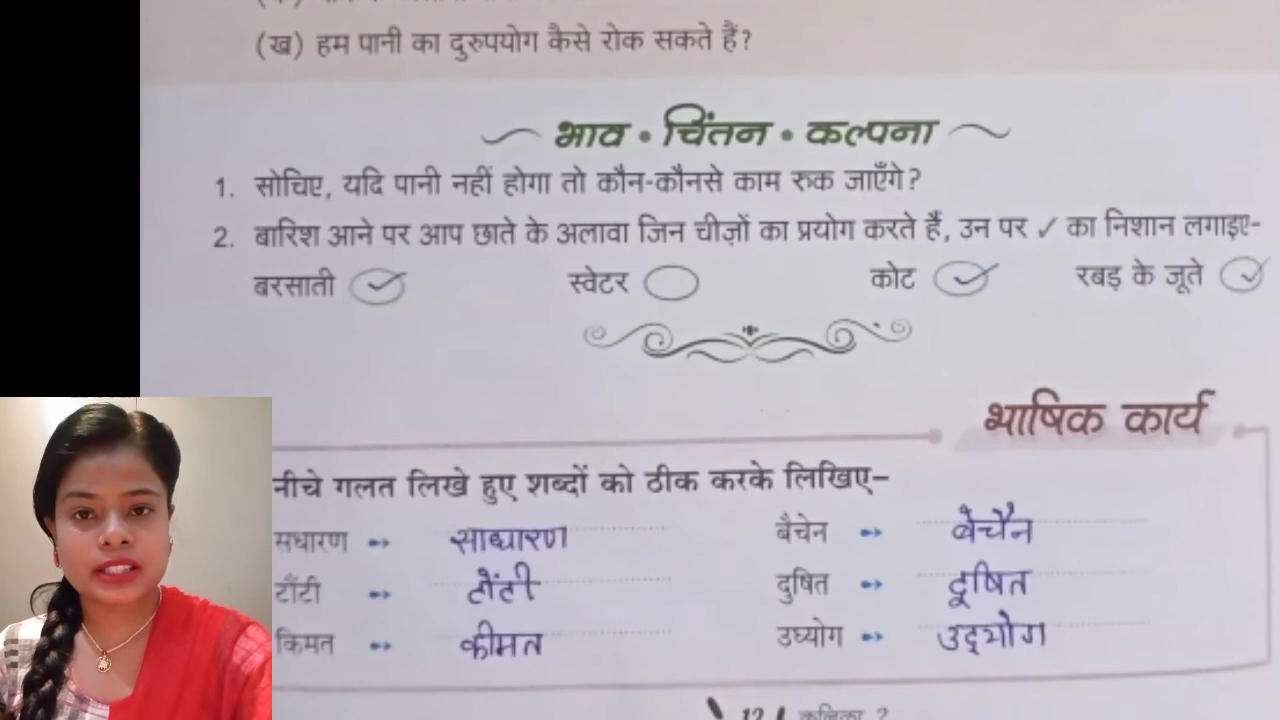 (ख) हम पानी का दुरुपयोग कैसे रोक सकते हैं?
भाव • चिंतन • कल्पना
1. सोचिए, यदि पानी नहीं होगा तो कौन-कौनसे काम रुक जाएँगे?
2. बारिश आने पर आप छाते के अलावा जिन चीज़ों का प्रयोग करते हैं, उन पर ✓ का निशान लगाइए-
बरसाती ✓ स्वेटर कोट ✓ रबड़ के जूते ✓
भाषिक कार्य
नीचे गलत लिखे हुए शब्दों को ठीक करके लिखिए-
सधारण साधारण बैचेन बेचैन
टौंटी टोंटी दुषित दूषित
किमत कीमत उघ्योग उद्योग
12